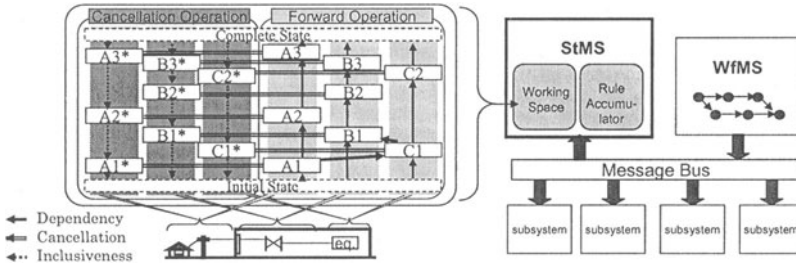 Cancellation Operation
Forward Operation
Complete State
A3*
B3*
C2*
A3
B3
C2
B2*
B2
A2*
A2
B1*
B1
C1*
C1
A1*
A1
Initial State
Dependency
Cancellation
Inclusiveness
eq.
StMS
Working
Space
Rule
Accumu-
lator
WfMS
Message Bus
subsystem
subsystem
subsystem
subsystem